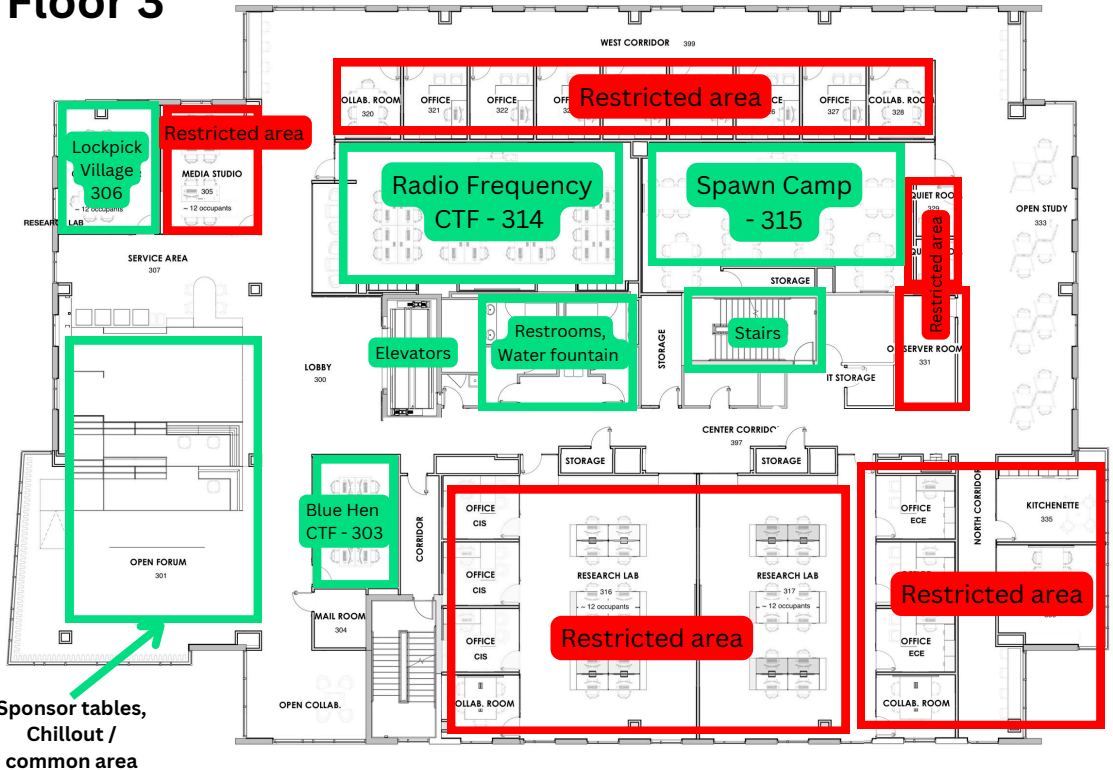 Floor 3
WEST CORRIDOR 399
COLLAB. ROOM
320
OFFICE
321
OFFICE
322
Restricted area
OFFICE
327
COLLAB. ROOM
328
Lockpick
Village
306
~ 12 occupants
RESEARCH LAB
Restricted area
MEDIA STUDIO
305
~ 12 occupants
Radio Frequency
CTF - 314
Spawn Camp
- 315
QUIET ROOM
329
Restricted area
OPEN STUDY
333
SERVICE AREA
307
STORAGE
Elevators
Restrooms,
Water fountain
STORAGE
Stairs
OBSERVER ROOM
331
IT STORAGE
LOBBY
300
CENTER CORRIDOR
397
STORAGE
STORAGE
Blue Hen
CTF - 303
CORRIDOR
OFFICE
CIS
OFFICE
CIS
OFFICE
CIS
COLLAB. ROOM
RESEARCH LAB
316
~ 12 occupants
RESEARCH LAB
317
~ 12 occupants
Restricted area
OFFICE
ECE
NORTH CORRIDOR
KITCHENETTE
335
Restricted area
OFFICE
ECE
COLLAB. ROOM
OPEN FORUM
301
MAIL ROOM
304
OPEN COLLAB.
Sponsor tables,
Chillout /
common area